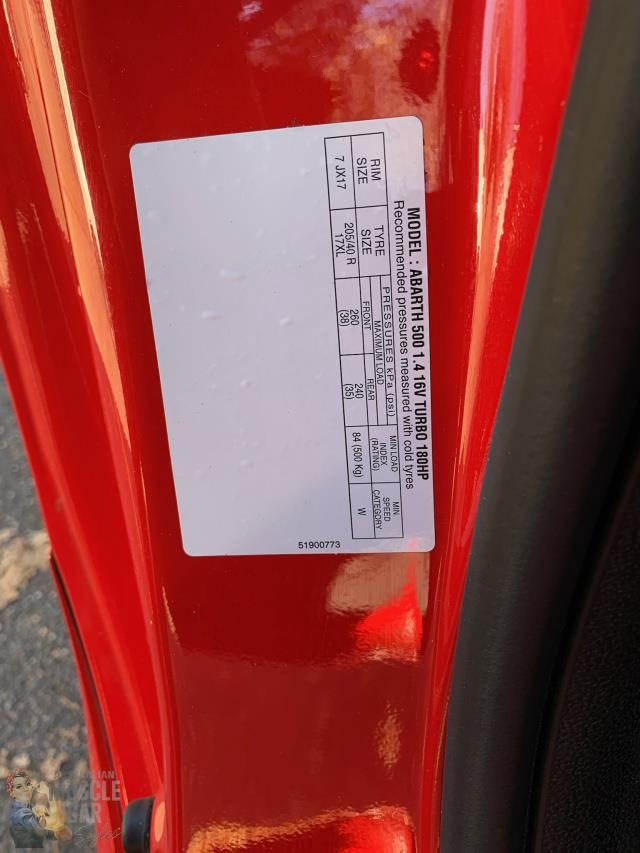 MODEL : ABARTH 500 1.4 16V TURBO 180HP
Recommended pressures measured with cold tyres
RIM SIZE TYRE SIZE PRESSURES kPa (psi) MAXIMUM LOAD FRONT REAR MIN LOAD INDEX (RATING) MIN. SPEED CATEGORY
7 JX17 205/40 R 17XL 260 (38) 240 (35) 84 (500 Kg) W
51900773
MUSCLE
CAR